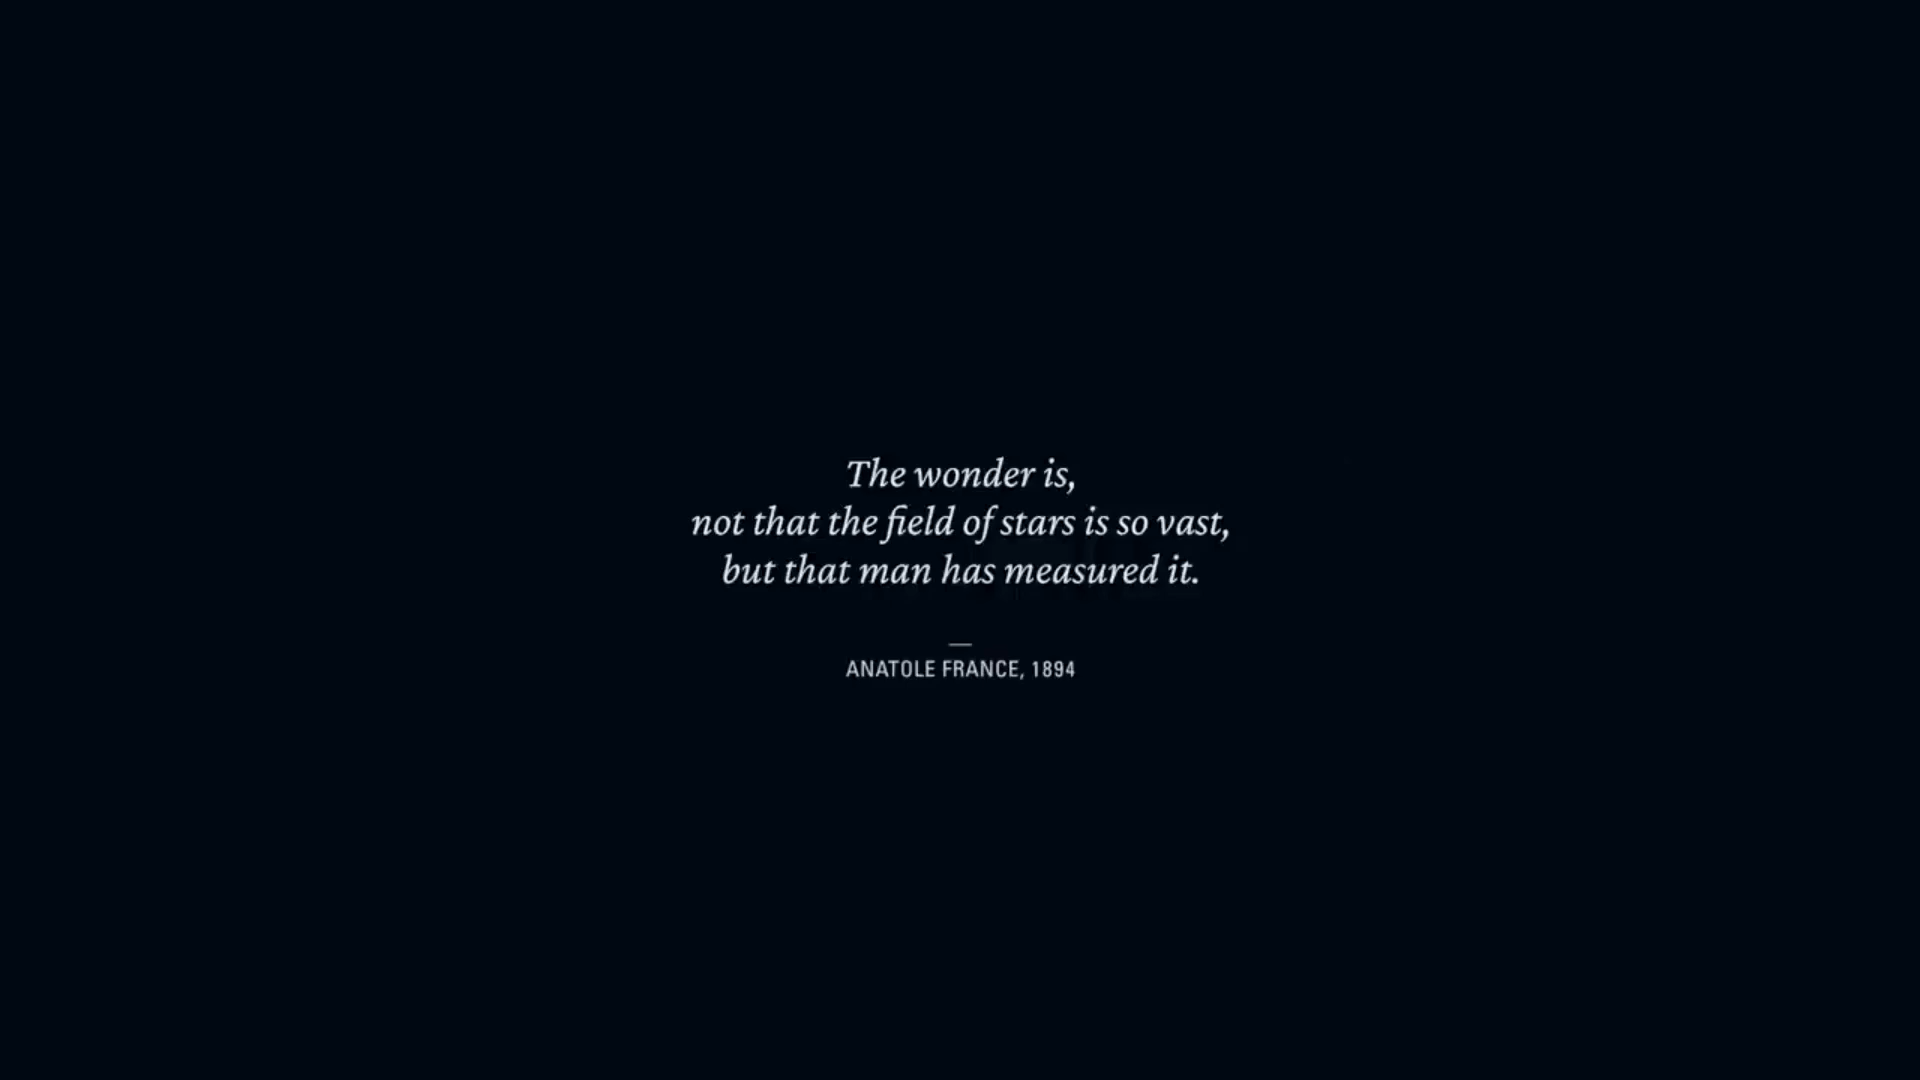 The wonder is,
not that the field of stars is so vast,
but that man has measured it.
—
ANATOLE FRANCE, 1894